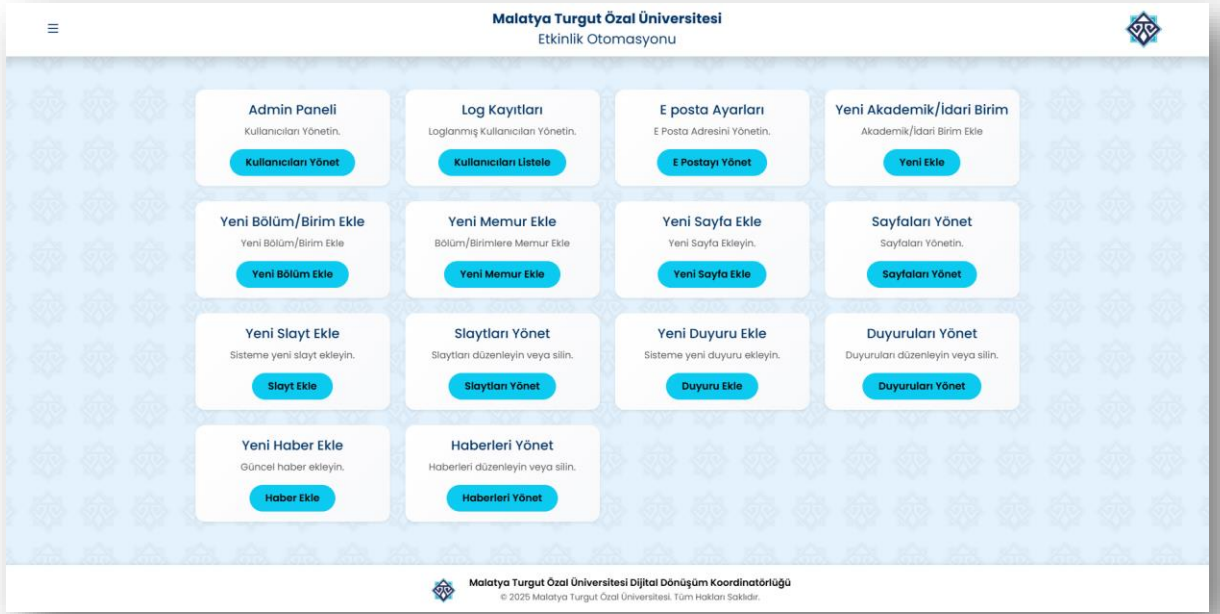 Malatya Turgut Özal Üniversitesi
Etkinlik Otomasyonu
Admin Paneli
Kullanıcıları Yönetin.
Kullanıcıları Yönet
Log Kayıtları
Loglanmış Kullanıcıları Yönetin.
Kullanıcıları Listele
E posta Ayarları
E Posta Adresini Yönetin.
E Postayı Yönet
Yeni Akademik/İdari Birim
Akademik/İdari Birim Ekle
Yeni Ekle
Yeni Bölüm/Birim Ekle
Yeni Bölüm/Birim Ekle
Yeni Bölüm Ekle
Yeni Memur Ekle
Bölüm/Birimlere Memur Ekle
Yeni Memur Ekle
Yeni Sayfa Ekle
Yeni Sayfa Ekleyin.
Yeni Sayfa Ekle
Sayfaları Yönet
Sayfaları Yönetin.
Sayfaları Yönet
Yeni Slayt Ekle
Sisteme yeni slayt ekleyin.
Slayt Ekle
Slaytları Yönet
Slaytları düzenleyin veya silin.
Slaytları Yönet
Yeni Duyuru Ekle
Sisteme yeni duyuru ekleyin.
Duyuru Ekle
Duyuruları Yönet
Duyuruları düzenleyin veya silin.
Duyuruları Yönet
Yeni Haber Ekle
Güncel haber ekleyin.
Haber Ekle
Haberleri Yönet
Haberleri düzenleyin veya silin.
Haberleri Yönet
Malatya Turgut Özal Üniversitesi Dijital Dönüşüm Koordinatörlüğü
© 2025 Malatya Turgut Özal Üniversitesi. Tüm Hakları Saklıdır.